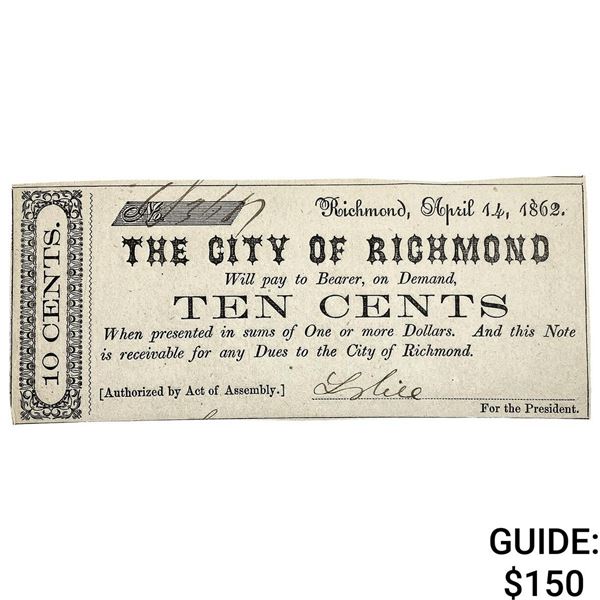 10 CENTS.
No
Richmond, April 14, 1862.
THE CITY OF RICHMOND
Will pay to Bearer, on Demand,
TEN CENTS
When presented in sums of One or more Dollars. And this Note
is receivable for any Dues to the City of Richmond.
[Authorized by Act of Assembly.]
For the President.
GUIDE:
$150